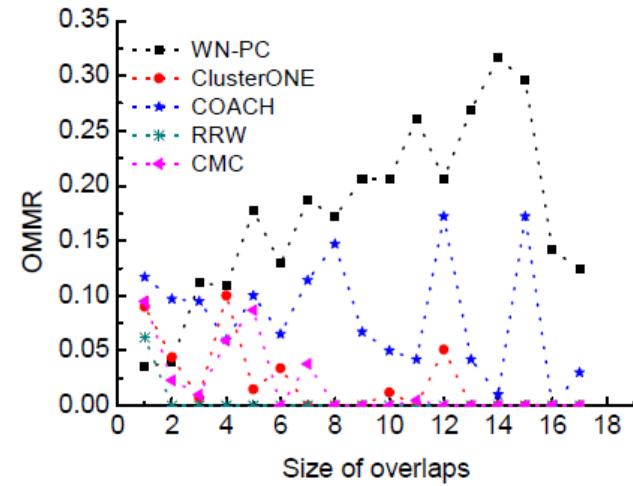 0.35
0.30
0.25
0.20
0.15
0.10
0.05
0.00
OMMR
WN-PC
ClusterONE
COACH
RRW
CMC
0 2 4 6 8 10 12 14 16 18
Size of overlaps